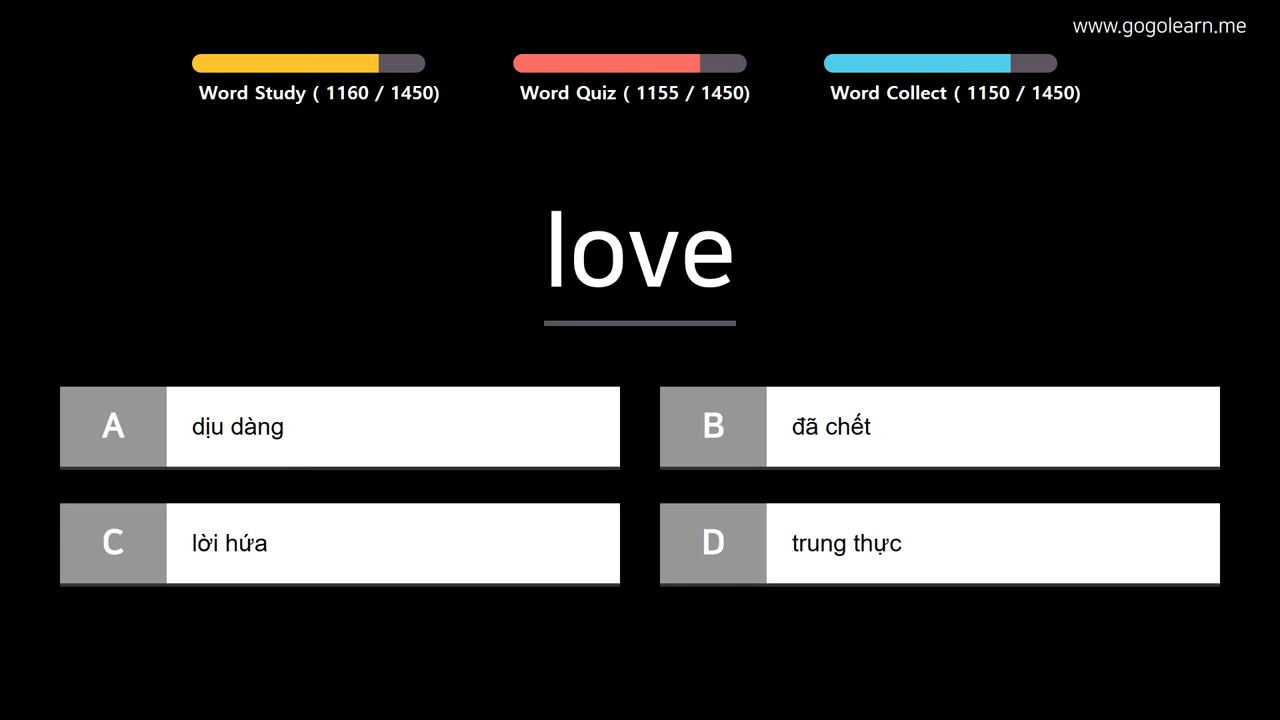 www.gogolearn.me
Word Study ( 1160 / 1450)
Word Quiz ( 1155 / 1450)
Word Collect ( 1150 / 1450)
love
A dịu dàng
B đã chết
C lời hứa
D trung thực